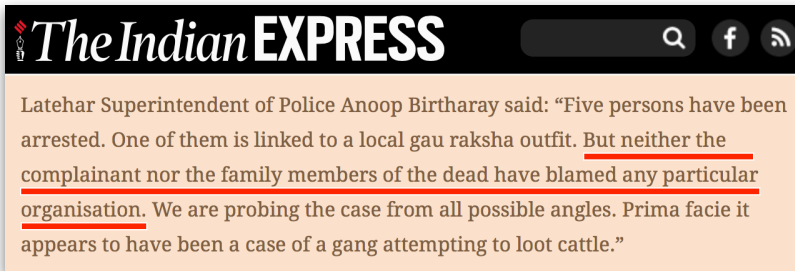 The Indian EXPRESS
Latehar Superintendent of Police Anoop Birtharay said: “Five persons have been
arrested. One of them is linked to a local gau raksha outfit. But neither the
complainant nor the family members of the dead have blamed any particular
organisation. We are probing the case from all possible angles. Prima facie it
appears to have been a case of a gang attempting to loot cattle.”